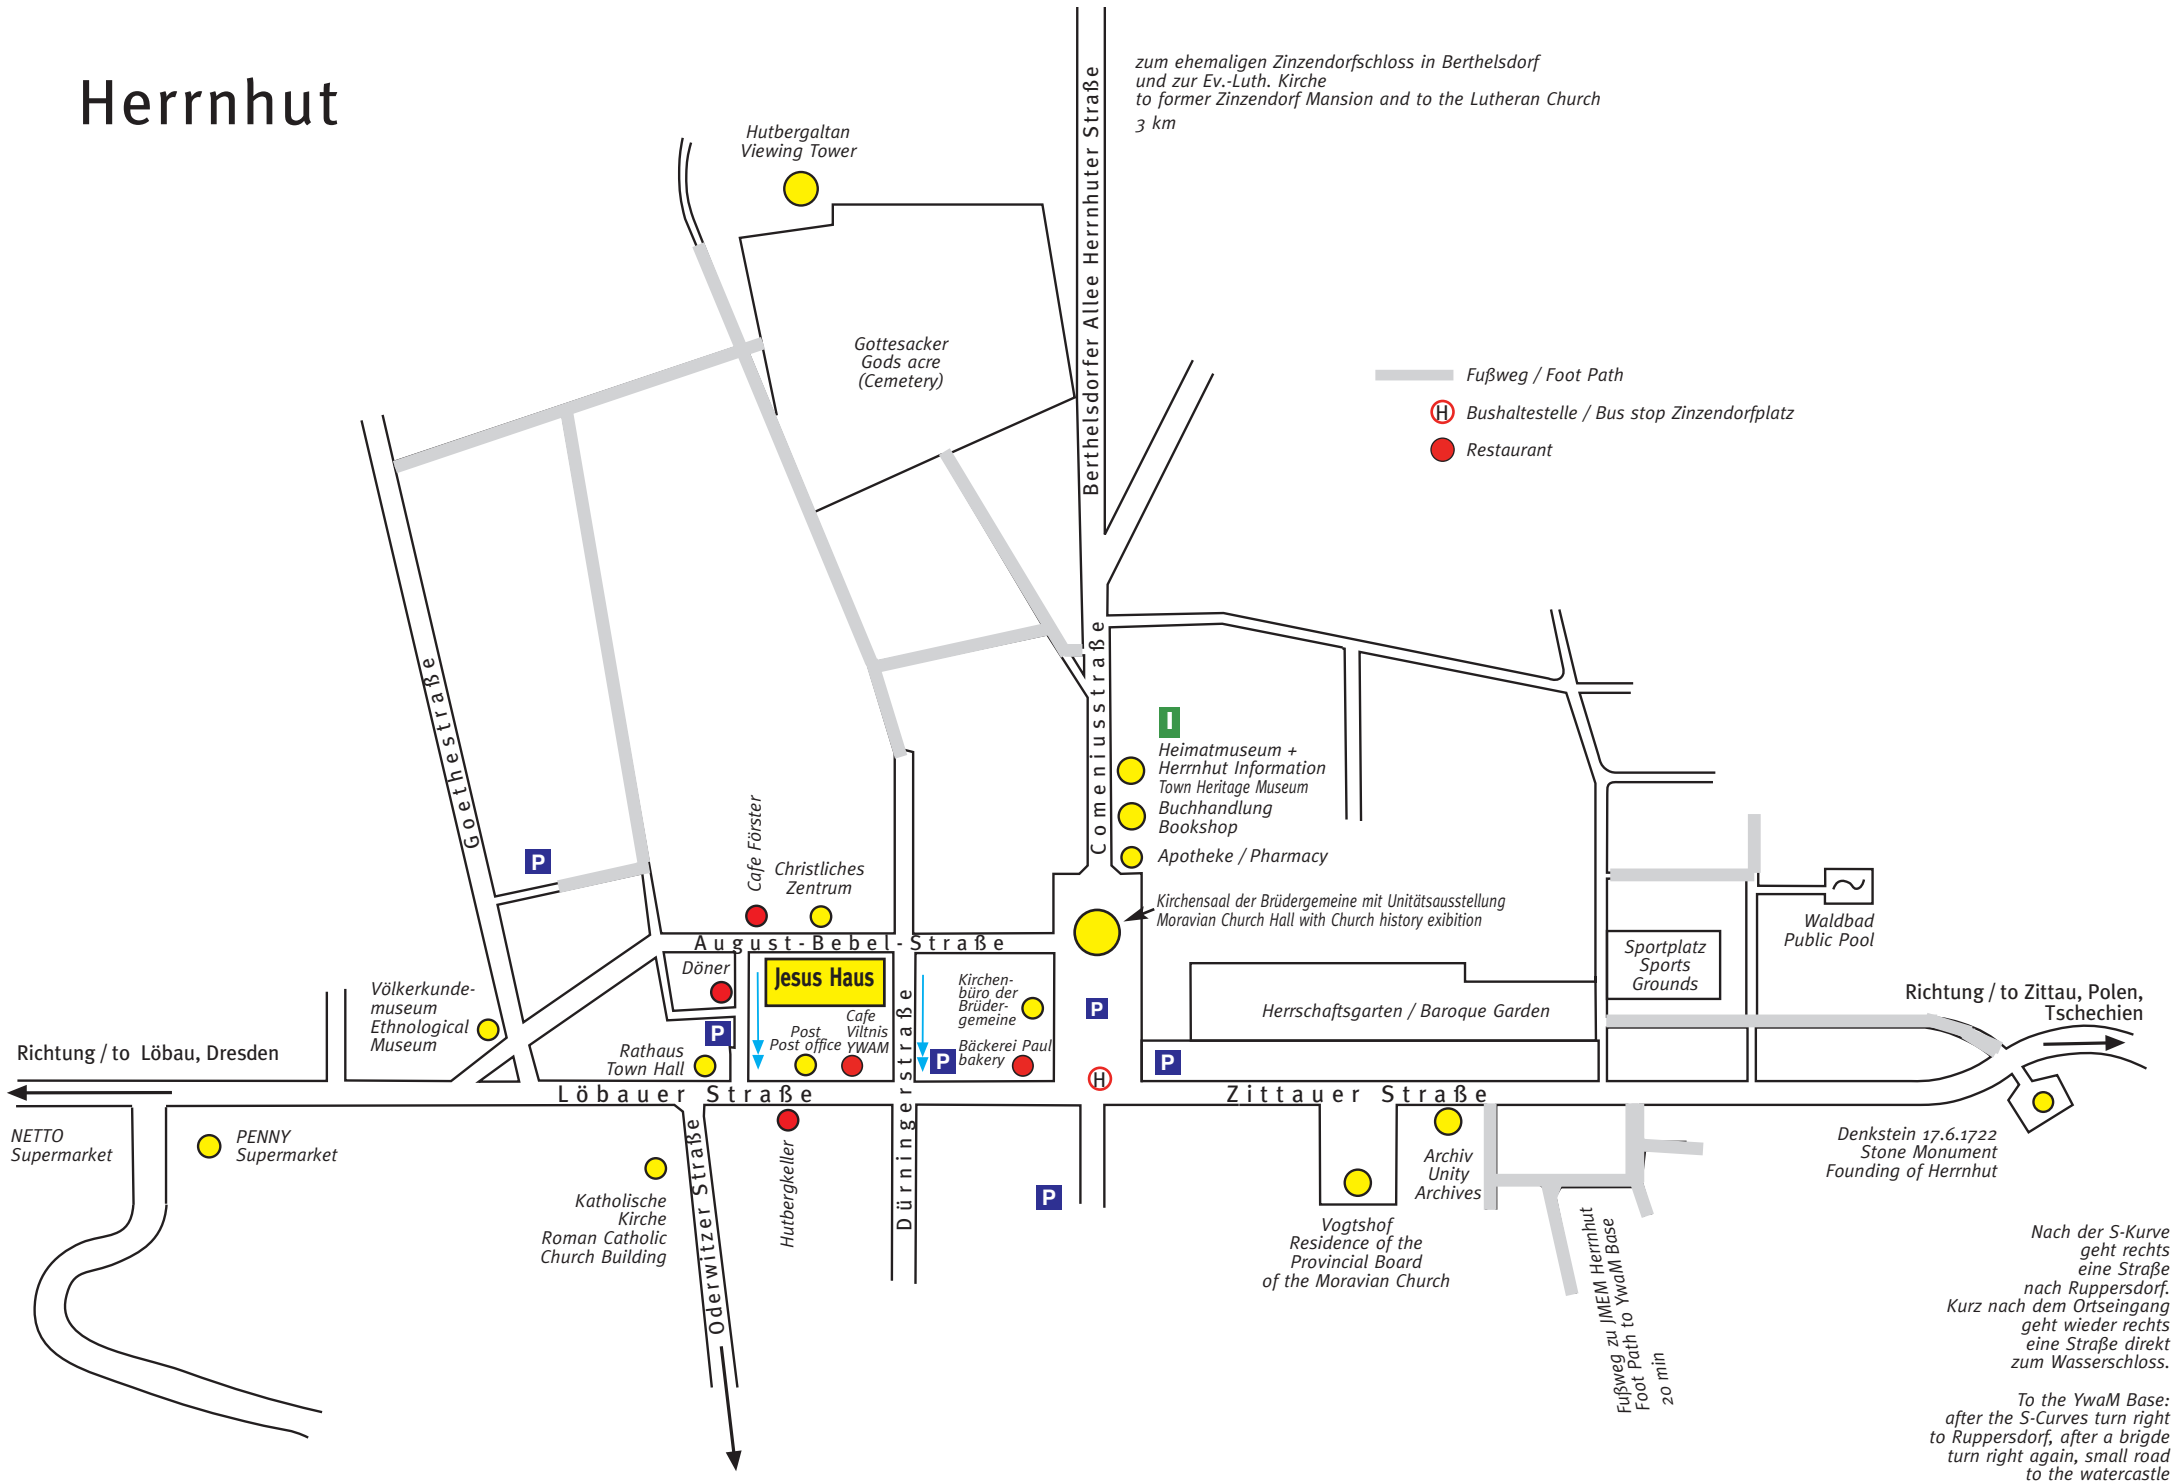 Herrnhut
zum ehemaligen Zinzendorfschloss in Berthelsdorf
und zur Ev.-Luth. Kirche
to former Zinzendorf Mansion and to the Lutheran Church
3 km
Hutbergaltan
Viewing Tower
Berthelsdorfer Allee Herrnhuter Straße
Gottesacker
Gods acre
(Cemetery)
Fußweg / Foot Path
H
Bushaltestelle / Bus stop Zinzendorfplatz
Restaurant
Goethestraße
Comeniusstraße
I
Heimatmuseum +
Herrnhut Information
Town Heritage Museum
Buchhandlung
Bookshop
Apotheke / Pharmacy
P
Cafe Förster
Christliches
Zentrum
Kirchensaal der Brüdergemeine mit Unitätsausstellung
Moravian Church Hall with Church history exibition
Waldbad
Public Pool
August-Bebel-Straße
Sportplatz
Sports
Grounds
Döner
Jesus Haus
Kirchen-
büro der
Brüder-
gemeine
Völkerkunde-
museum
Ethnological
Museum
P
Herrschaftsgarten / Baroque Garden
Richtung / to Zittau, Polen,
Tschechien
P
Post
Post office
Cafe
Viltnis
YWAM
Dürningerstraße
P
Bäckerei Paul
bakery
P
Rathaus
Town Hall
Richtung / to Löbau, Dresden
H
Löbauer Straße
Zittauer Straße
NETTO
Supermarket
PENNY
Supermarket
Katholische
Kirche
Roman Catholic
Church Building
Oderwitzer Straße
Hutbergkeller
P
Vogtshof
Residence of the
Provincial Board
of the Moravian Church
Archiv
Unity
Archives
Denkstein 17.6.1722
Stone Monument
Founding of Herrnhut
Fußweg zu JMEM Herrnhut
Foot Path to YwaM Base
20 min
Nach der S-Kurve
geht rechts
eine Straße
nach Ruppersdorf.
Kurz nach dem Ortseingang
geht wieder rechts
eine Straße direkt
zum Wasserschloss.
To the YwaM Base:
after the S-Curves turn right
to Ruppersdorf, after a brigde
turn right again, small road
to the watercastle